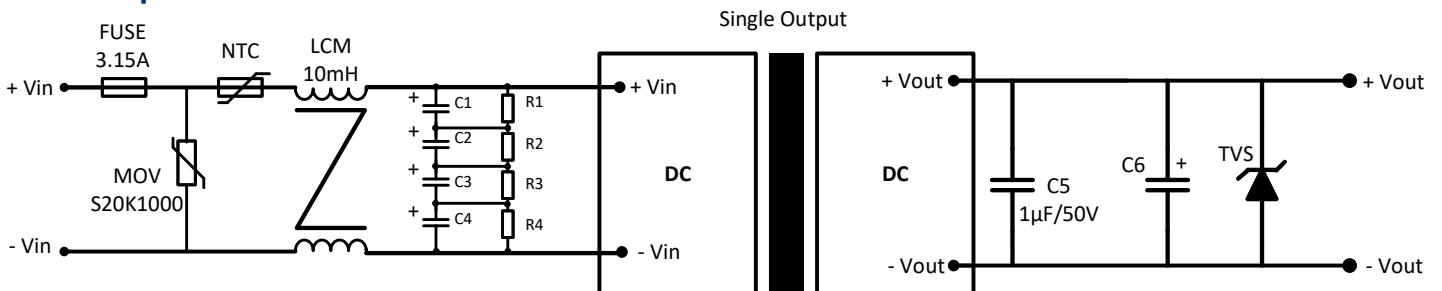 Single Output
FUSE
3.15A
NTC
LCM
10mH
+ Vin
MOV
S20K1000
- Vin
+ C1
R1
+ C2
R2
+ C3
R3
+ C4
R4
+ Vin
DC
- Vin
+ Vout
DC
- Vout
C5
1µF/50V
C6 +
TVS
+ Vout
- Vout